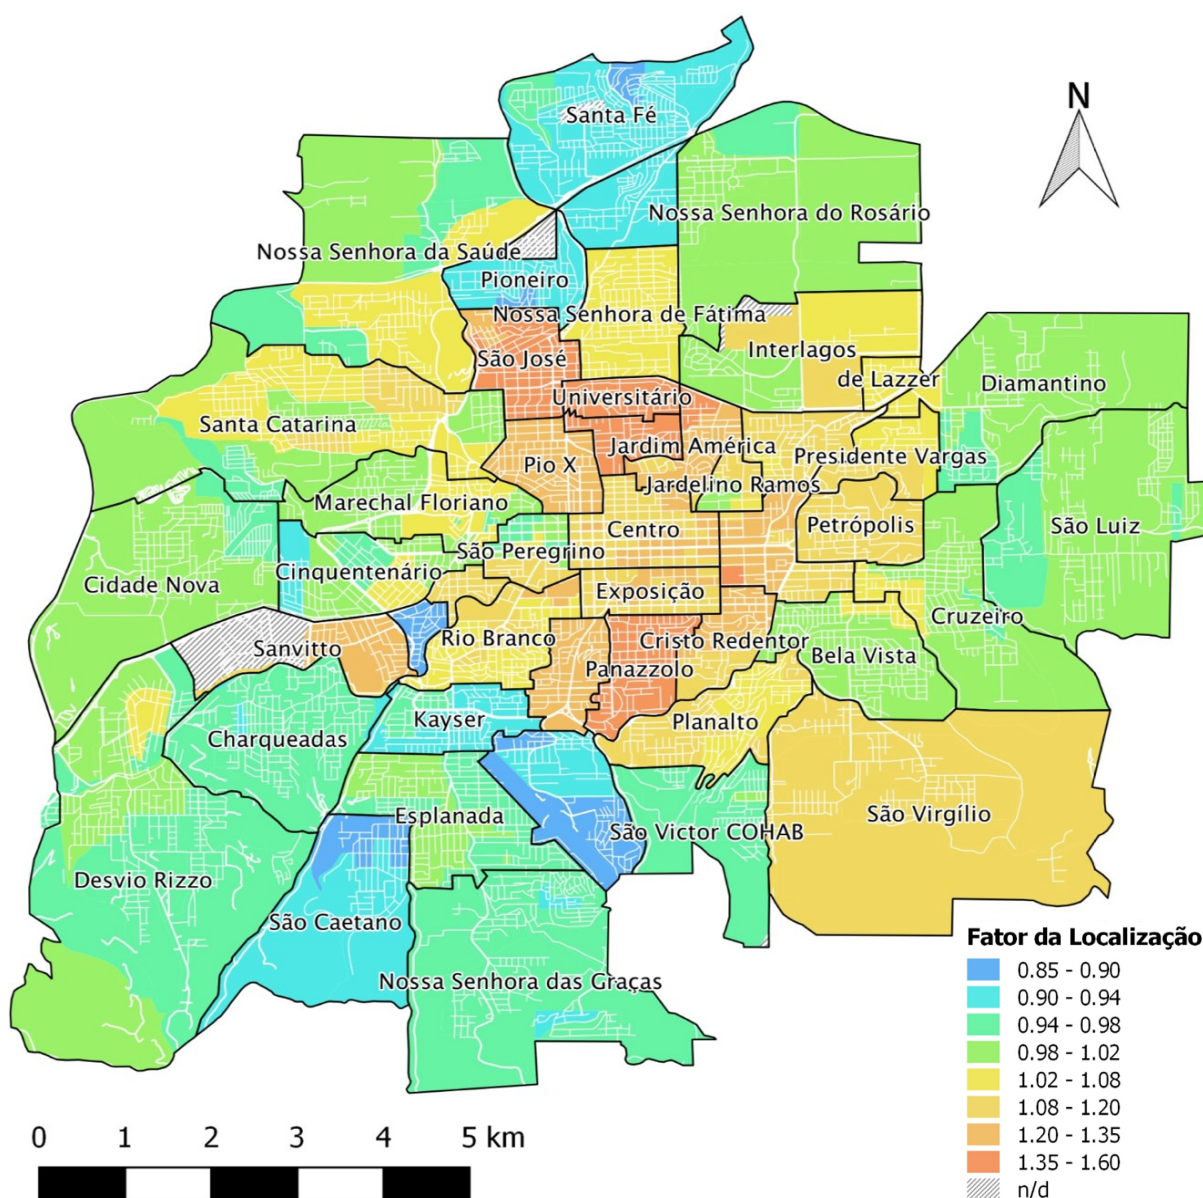 N
Santa Fé
Nossa Senhora do Rosário
Nossa Senhora da Saúde
Pioneiro
Nossa Senhora de Fátima
Interlagos
São José
de Lazzer
Diamantino
Universitário
Santa Catarina
Jardim América
Pio X
Presidente Vargas
Jardelino Ramos
Marechal Floriano
Centro
Petrópolis
São Luiz
São Peregrino
Cinquentenário
Cidade Nova
Exposição
Cruzeiro
Rio Branco
Cristo Redentor
Sanvitto
Bela Vista
Panazzolo
Kayser
Planalto
Charqueadas
Esplanada
São Virgílio
São Victor COHAB
Desvio Rizzo
São Caetano
Nossa Senhora das Graças
Fator da Localização
0.85 - 0.90
0.90 - 0.94
0.94 - 0.98
0.98 - 1.02
1.02 - 1.08
1.08 - 1.20
1.20 - 1.35
1.35 - 1.60
n/d
0 1 2 3 4 5 km